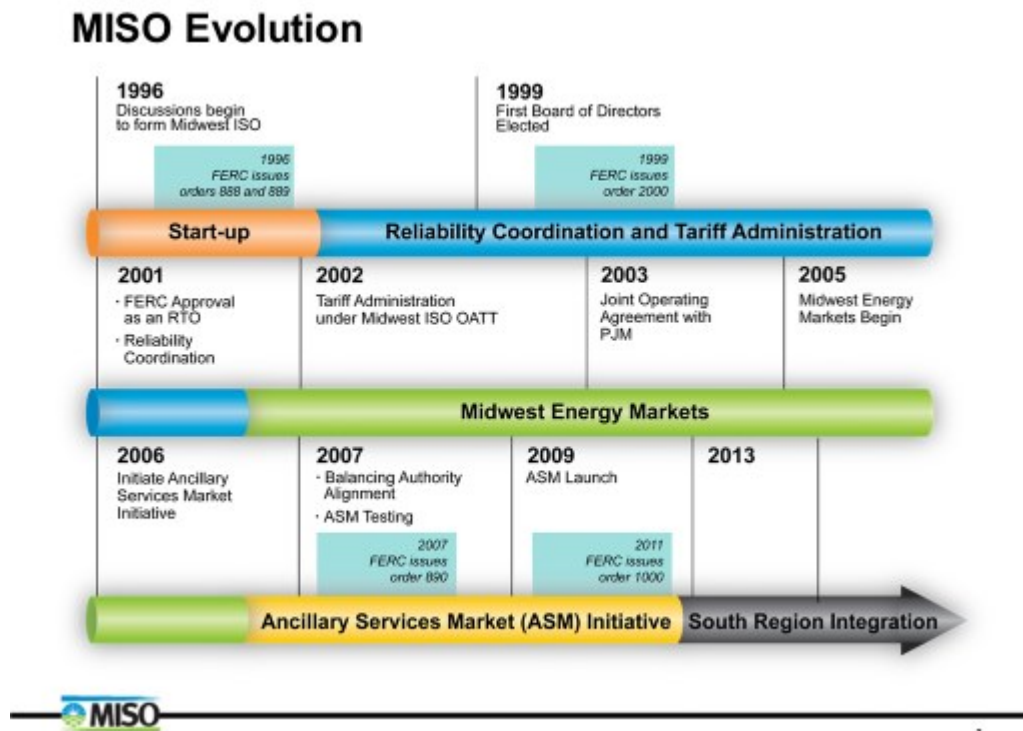 MISO Evolution
1996
Discussions begin
to form Midwest ISO
1996
FERC issues
orders 888 and 889
1999
First Board of Directors
Elected
1999
FERC issues
order 2000
Start-up
Reliability Coordination and Tariff Administration
2001
· FERC Approval
as an RTO
· Reliability
Coordination
2002
Tariff Administration
under Midwest ISO OATT
2003
Joint Operating
Agreement with
PJM
2005
Midwest Energy
Markets Begin
Midwest Energy Markets
2006
Initiate Ancillary
Services Market
Initiative
2007
· Balancing Authority
Alignment
· ASM Testing
2007
FERC issues
order 890
2009
ASM Launch
2011
FERC issues
order 1000
2013
Ancillary Services Market (ASM) Initiative
South Region Integration
MISO